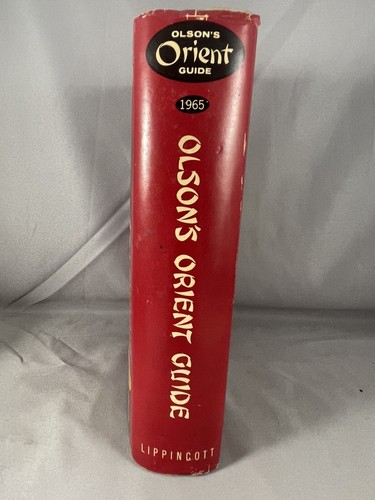 OLSON'S
Orient
GUIDE
1965
OLSON'S ORIENT GUIDE
LIPPINCOTT